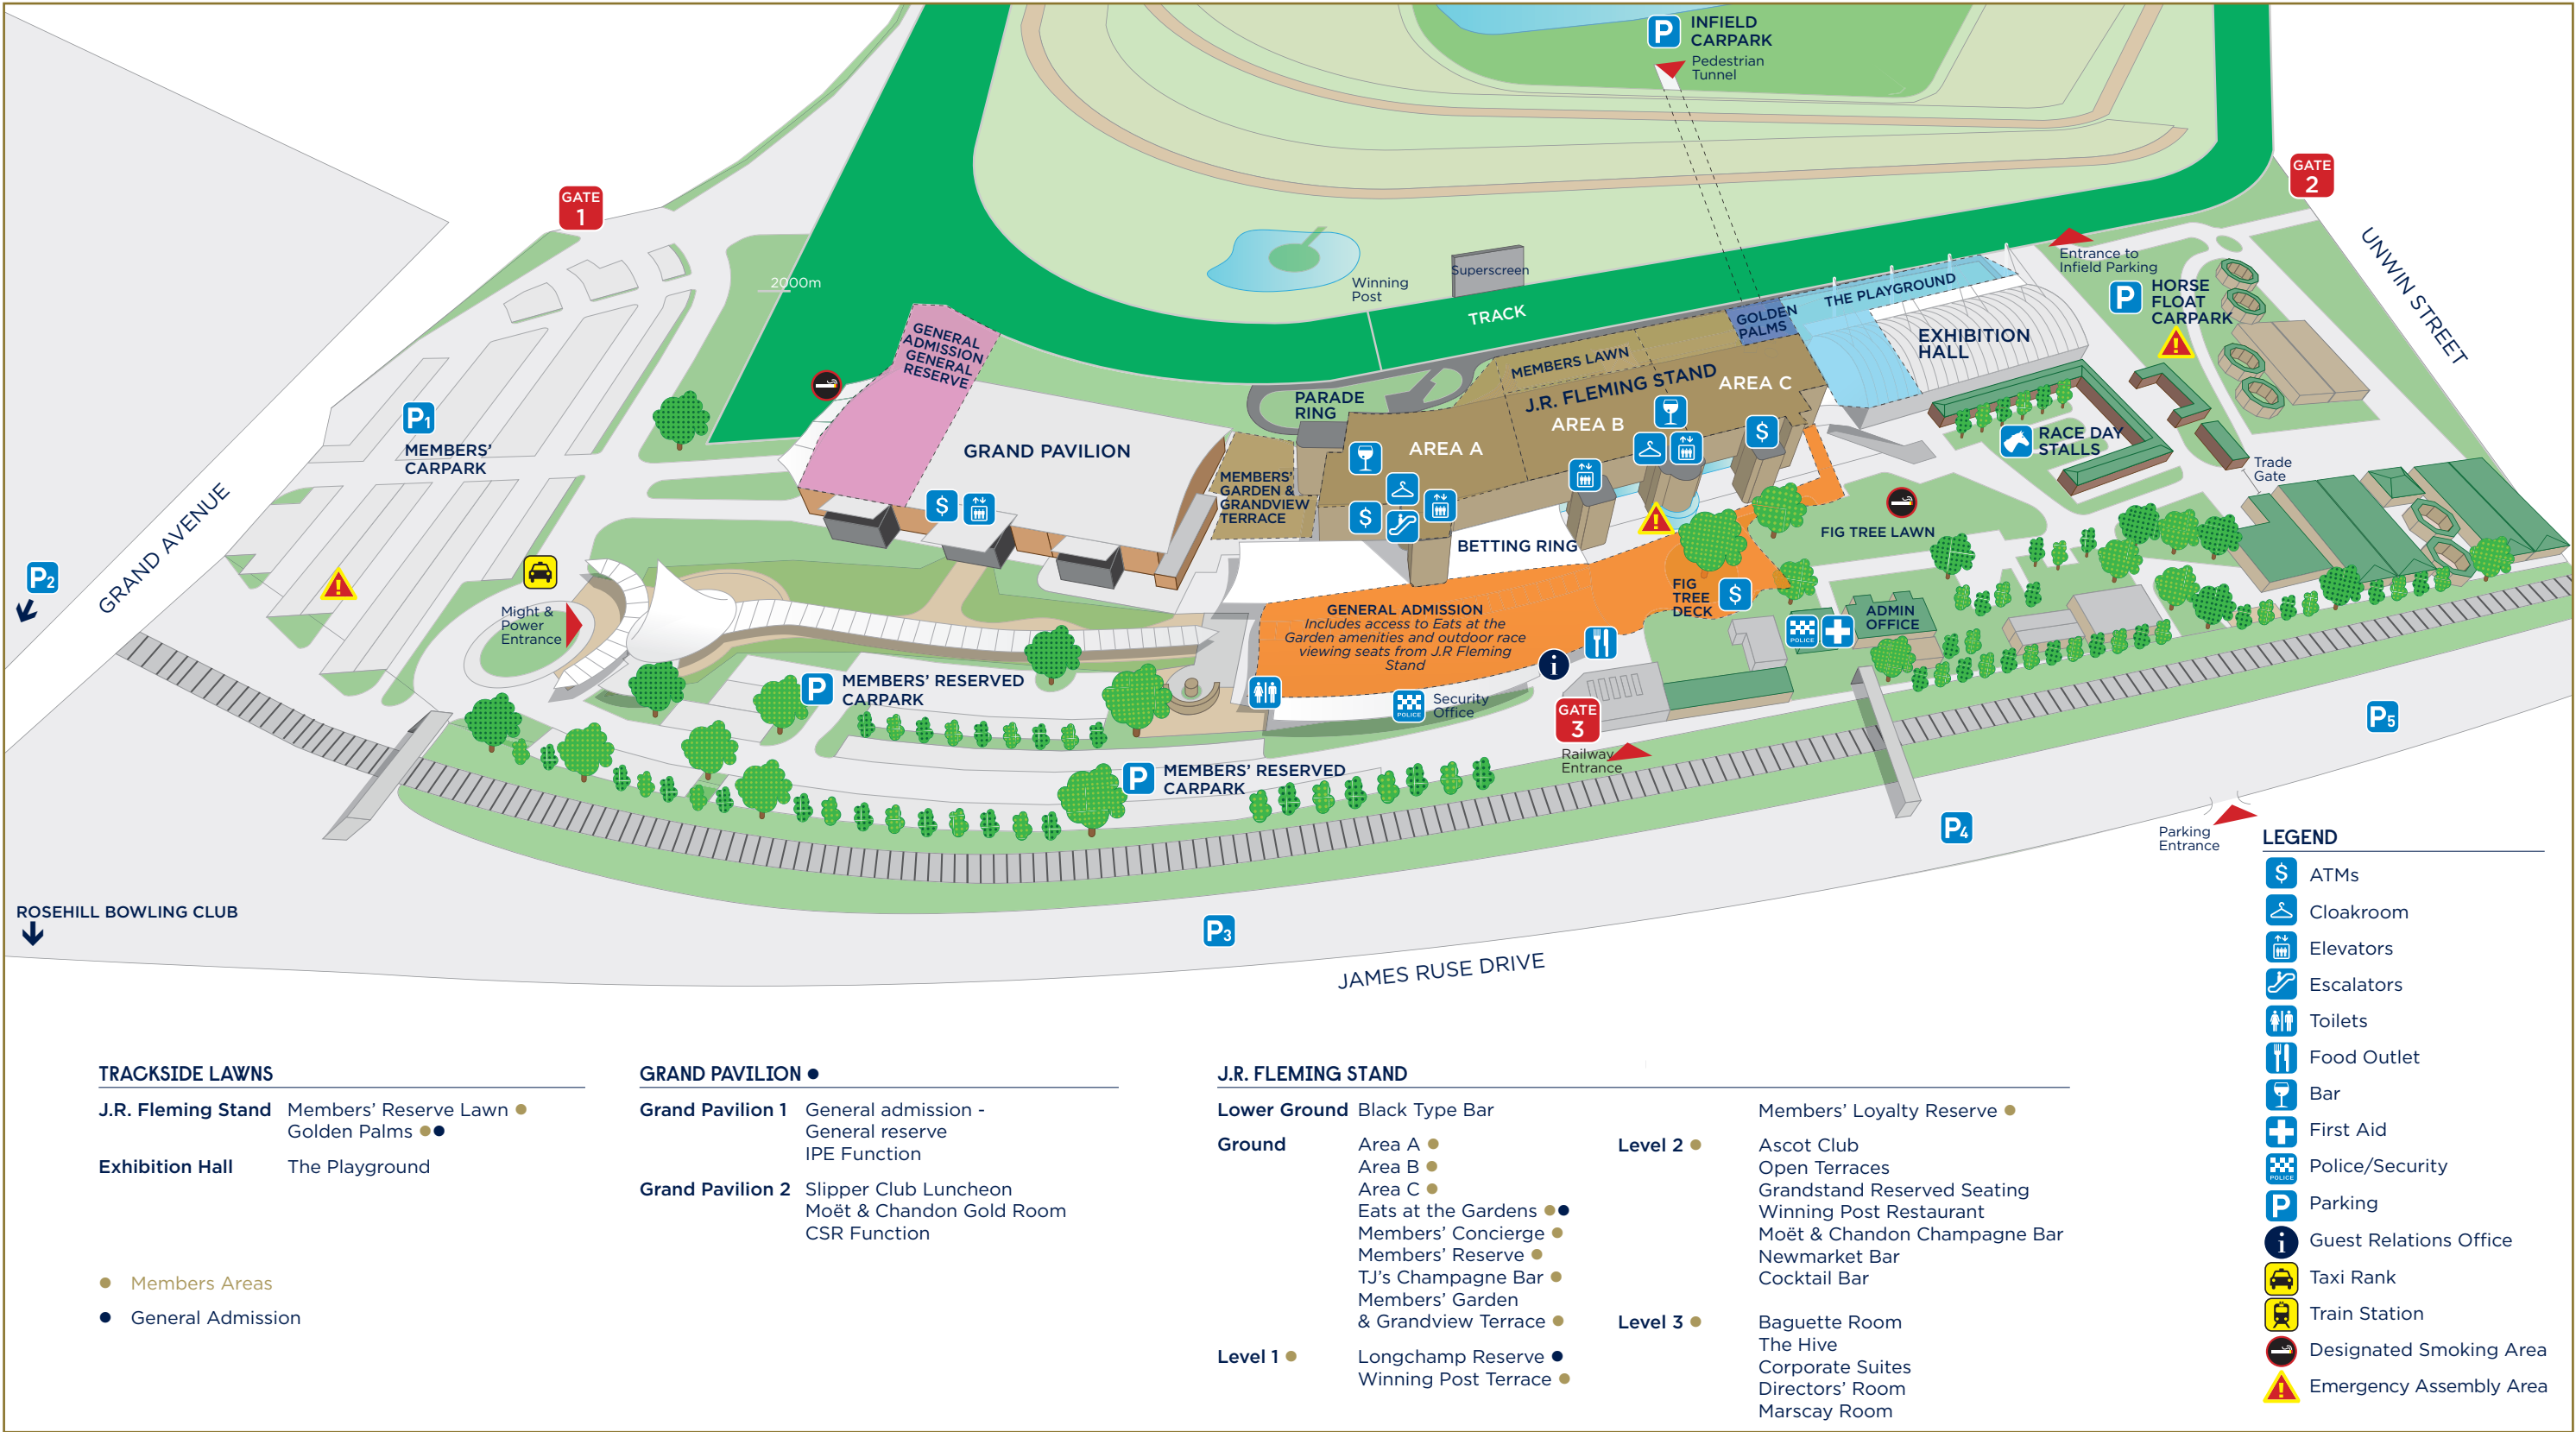 INFIELD
CARPARK
Pedestrian
Tunnel
GATE
1
GATE
2
UNWIN STREET
Entrance to
Infield Parking
HORSE
FLOAT
CARPARK
2000m
Winning
Post
Superscreen
TRACK
THE PLAYGROUND
GOLDEN
PALMS
EXHIBITION
HALL
GENERAL
ADMISSION
GENERAL
RESERVE
MEMBERS LAWN
J.R. FLEMING STAND
AREA C
AREA B
AREA A
PARADE
RING
P1
MEMBERS'
CARPARK
GRAND PAVILION
MEMBERS'
GARDEN &
GRANDVIEW
TERRACE
RACE DAY
STALLS
Trade
Gate
GRAND AVENUE
P2
BETTING RING
FIG TREE LAWN
Might &
Power
Entrance
GENERAL ADMISSION
Includes access to Eats at the
Garden amenities and outdoor race
viewing seats from J.R Fleming
Stand
FIG
TREE
DECK
ADMIN
OFFICE
POLICE
MEMBERS' RESERVED
CARPARK
POLICE
Security
Office
GATE
3
Railway
Entrance
P5
MEMBERS' RESERVED
CARPARK
P4
Parking
Entrance
ROSEHILL BOWLING CLUB
P3
JAMES RUSE DRIVE
LEGEND
$ ATMs
Cloakroom
Elevators
Escalators
Toilets
Food Outlet
Bar
First Aid
POLICE Police/Security
P Parking
i Guest Relations Office
Taxi Rank
Train Station
Designated Smoking Area
! Emergency Assembly Area
TRACKSIDE LAWNS
J.R. Fleming Stand Members' Reserve Lawn ●
Golden Palms ●●
Exhibition Hall The Playground
● Members Areas
● General Admission
GRAND PAVILION ●
Grand Pavilion 1 General admission -
General reserve
IPE Function
Grand Pavilion 2 Slipper Club Luncheon
Moët & Chandon Gold Room
CSR Function
J.R. FLEMING STAND
Lower Ground Black Type Bar
Ground Area A ●
Area B ●
Area C ●
Eats at the Gardens ●●
Members' Concierge ●
Members' Reserve ●
TJ's Champagne Bar ●
Members' Garden
& Grandview Terrace ●
Level 1 ● Longchamp Reserve ●
Winning Post Terrace ●
Members' Loyalty Reserve ●
Level 2 ● Ascot Club
Open Terraces
Grandstand Reserved Seating
Winning Post Restaurant
Moët & Chandon Champagne Bar
Newmarket Bar
Cocktail Bar
Level 3 ● Baguette Room
The Hive
Corporate Suites
Directors' Room
Marscay Room